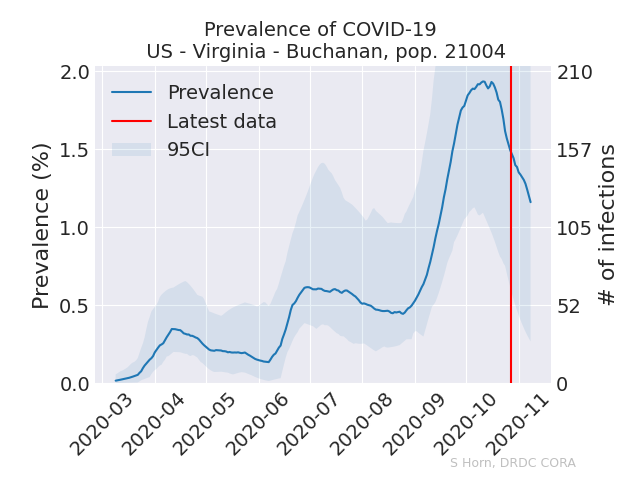 Prevalence of COVID-19
US - Virginia - Buchanan, pop. 21004
Prevalence (%)
2.0
1.5
1.0
0.5
0.0
Prevalence
Latest data
95CI
210
157
105
52
0
# of infections
2020-03
2020-04
2020-05
2020-06
2020-07
2020-08
2020-09
2020-10
2020-11
S Horn, DRDC CORA